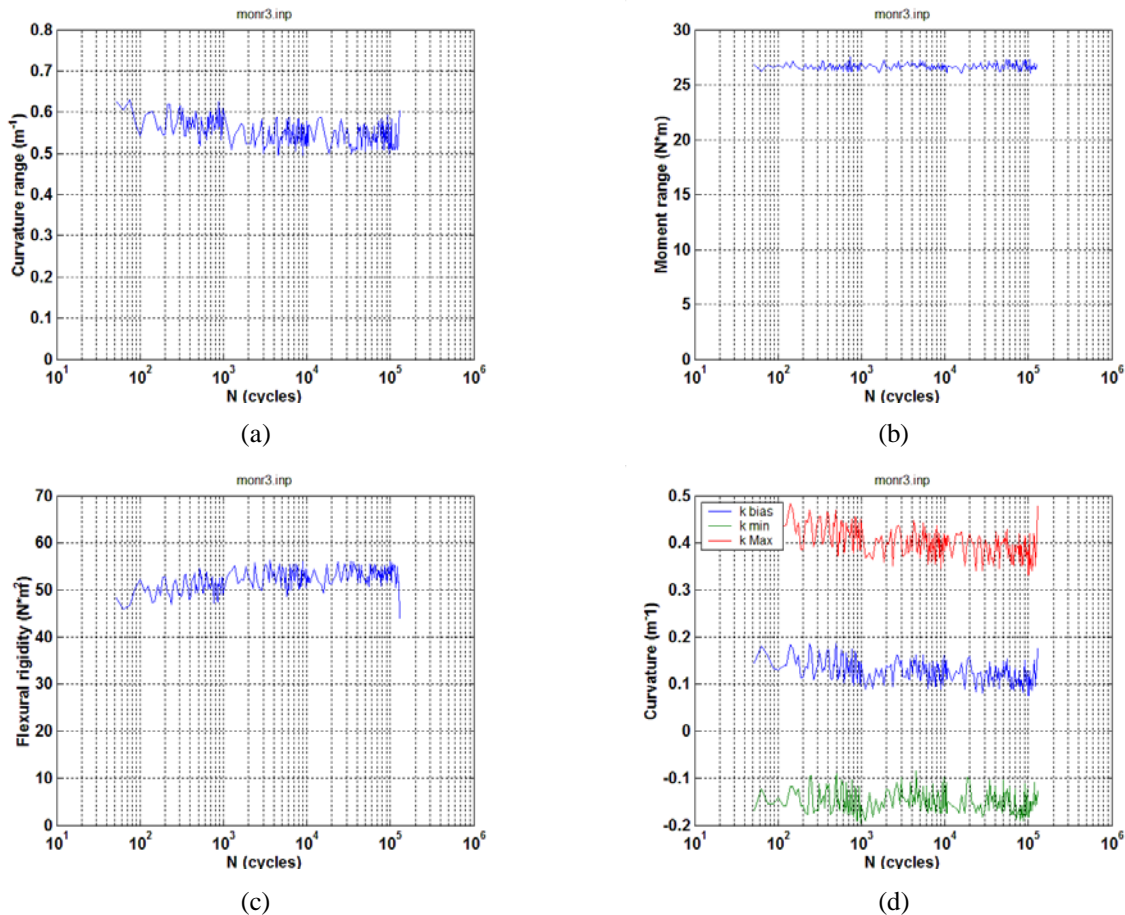 monr3.inp
0.8
0.7
0.6
0.5
0.4
0.3
0.2
0.1
0
Curvature range (m⁻¹)
10¹ 10² 10³ 10⁴ 10⁵ 10⁶
N (cycles)
(a)
monr3.inp
30
25
20
15
10
5
0
Moment range (N*m)
10¹ 10² 10³ 10⁴ 10⁵ 10⁶
N (cycles)
(b)
monr3.inp
70
60
50
40
30
20
10
0
Flexural rigidity (N*m²)
10¹ 10² 10³ 10⁴ 10⁵ 10⁶
N (cycles)
(c)
monr3.inp
k bias
k min
k Max
0.5
0.4
0.3
0.2
0.1
0
-0.1
-0.2
Curvature (m⁻¹)
10¹ 10² 10³ 10⁴ 10⁵ 10⁶
N (cycles)
(d)